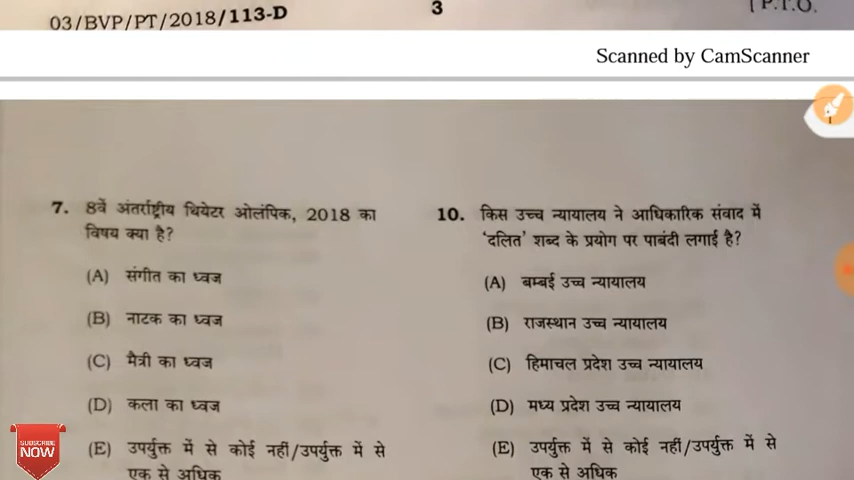 03/BVP/PT/2018/113-D
3
[ P.T.O.
Scanned by CamScanner
7. 8वें अंतर्राष्ट्रीय थियेटर ओलंपिक, 2018 का
विषय क्या है?
(A) संगीत का ध्वज
(B) नाटक का ध्वज
(C) मैत्री का ध्वज
(D) कला का ध्वज
(E) उपर्युक्त में से कोई नहीं/उपर्युक्त में से
एक से अधिक
10. किस उच्च न्यायालय ने आधिकारिक संवाद में
'दलित' शब्द के प्रयोग पर पाबंदी लगाई है?
(A) बम्बई उच्च न्यायालय
(B) राजस्थान उच्च न्यायालय
(C) हिमाचल प्रदेश उच्च न्यायालय
(D) मध्य प्रदेश उच्च न्यायालय
(E) उपर्युक्त में से कोई नहीं/उपर्युक्त में से
एक से अधिक
SUBSCRIBE
NOW